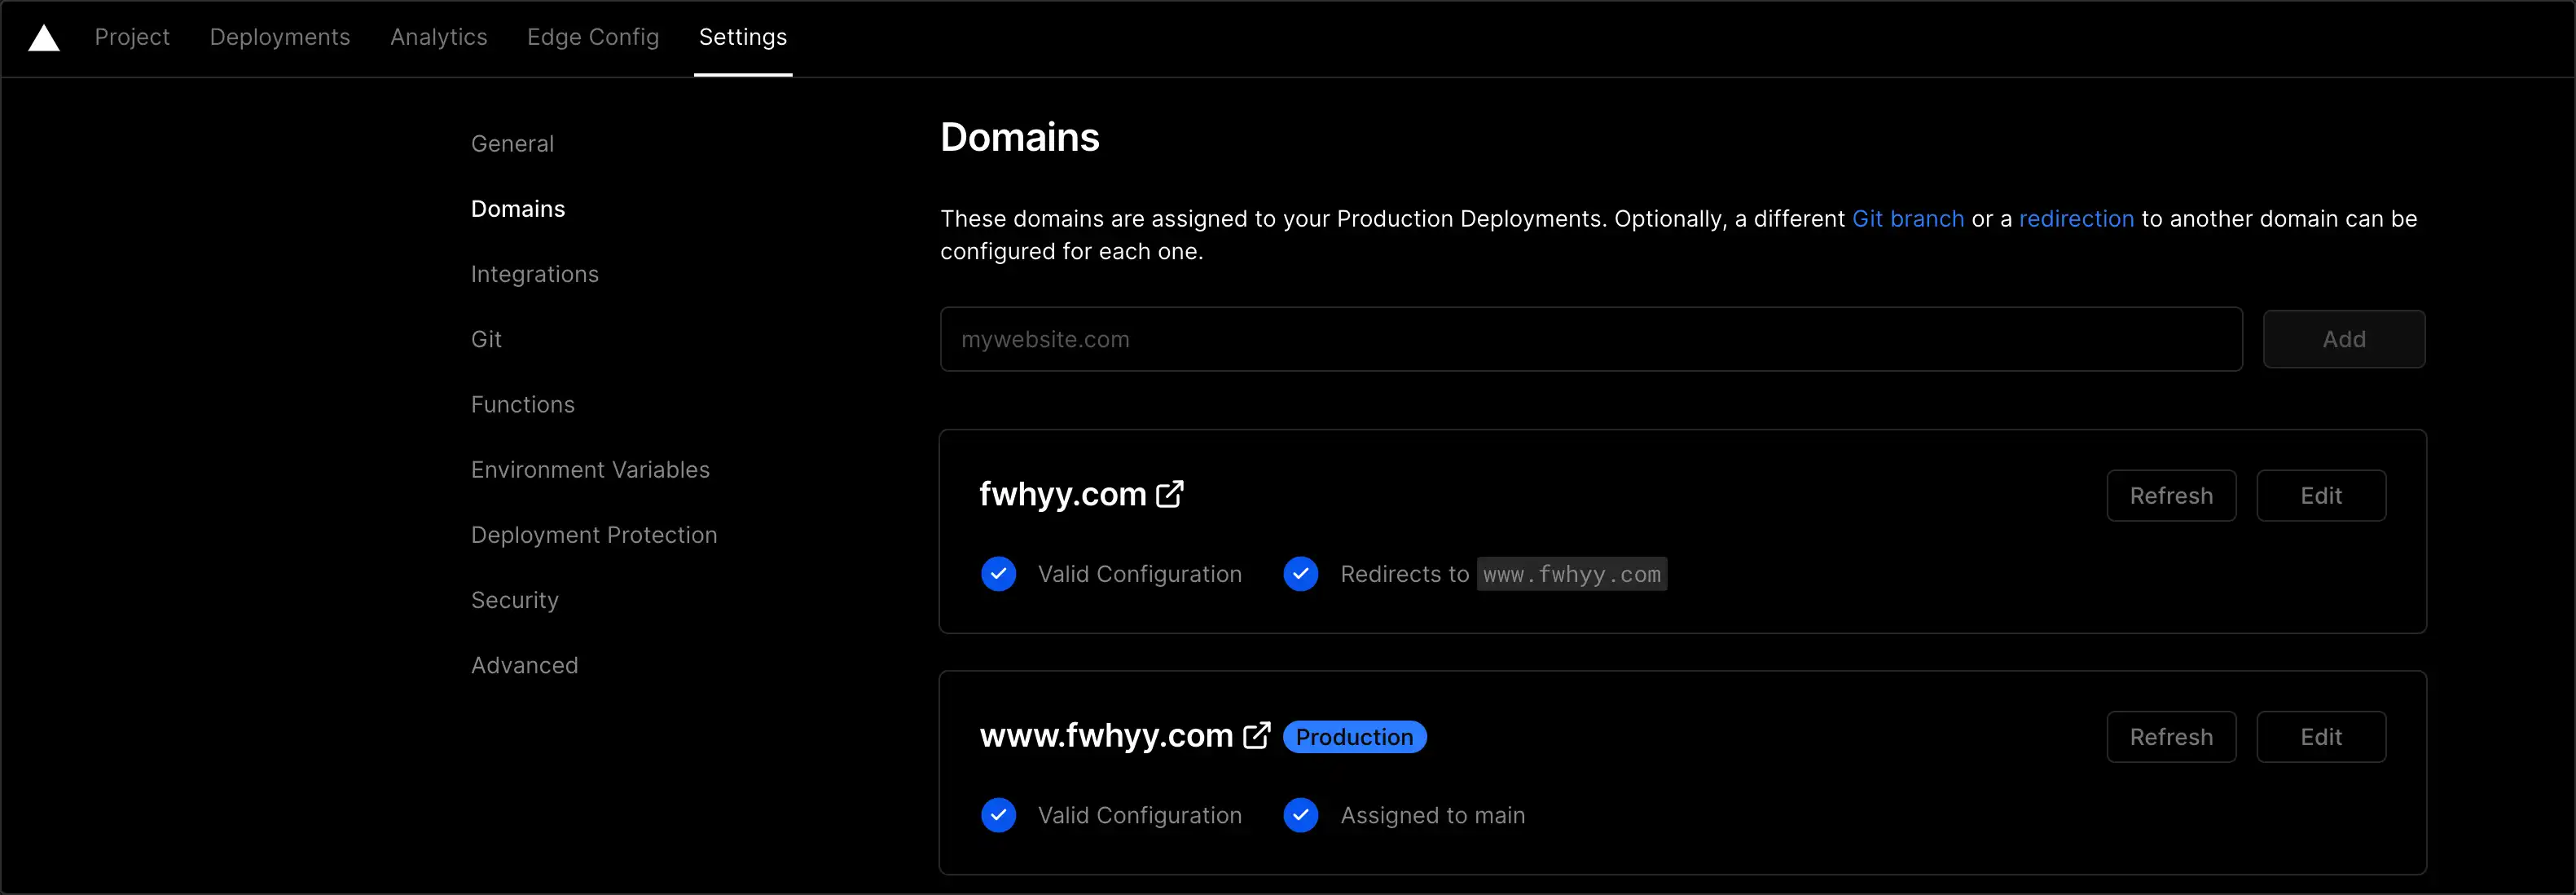 Project Deployments Analytics Edge Config Settings
General
Domains
Integrations
Git
Functions
Environment Variables
Deployment Protection
Security
Advanced
Domains
These domains are assigned to your Production Deployments. Optionally, a different Git branch or a redirection to another domain can be
configured for each one.
mywebsite.com Add
fwhyy.com Refresh Edit
Valid Configuration Redirects to www.fwhyy.com
www.fwhyy.com Production Refresh Edit
Valid Configuration Assigned to main